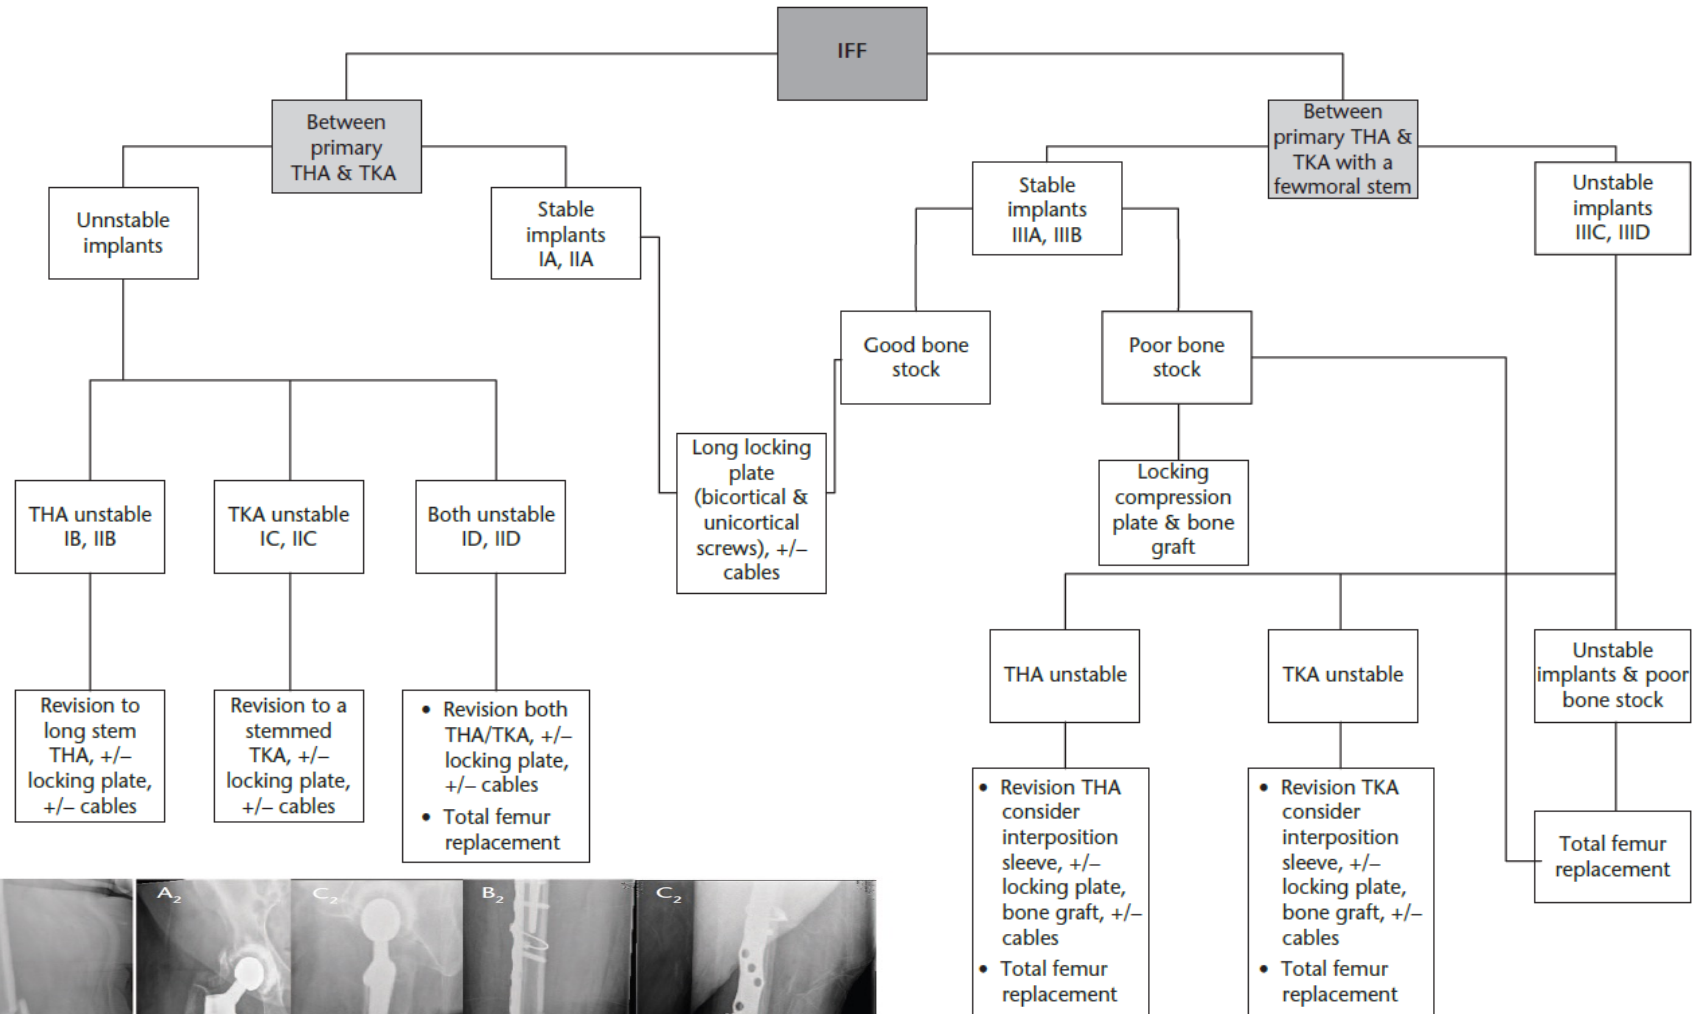 IFF
Between
primary
THA & TKA
Between
primary THA &
TKA with a
fewmoral stem
Unnstable
implants
Stable
implants
IA, IIA
Stable
implants
IIIA, IIIB
Unstable
implants
IIIC, IIID
Good bone
stock
Poor bone
stock
Long locking
plate
(bicortical &
unicortical
screws), +/–
cables
Locking
compression
plate & bone
graft
THA unstable
IB, IIB
TKA unstable
IC, IIC
Both unstable
ID, IID
THA unstable
TKA unstable
Unstable
implants & poor
bone stock
Revision to
long stem
THA, +/–
locking plate,
+/– cables
Revision to a
stemmed
TKA, +/–
locking plate,
+/– cables
• Revision both
THA/TKA, +/–
locking plate,
+/– cables
• Total femur
replacement
• Revision THA
consider
interposition
sleeve, +/–
locking plate,
bone graft, +/–
cables
• Total femur
replacement
• Revision TKA
consider
interposition
sleeve, +/–
locking plate,
bone graft, +/–
cables
• Total femur
replacement
Total femur
replacement
A2
C2
B2
C2